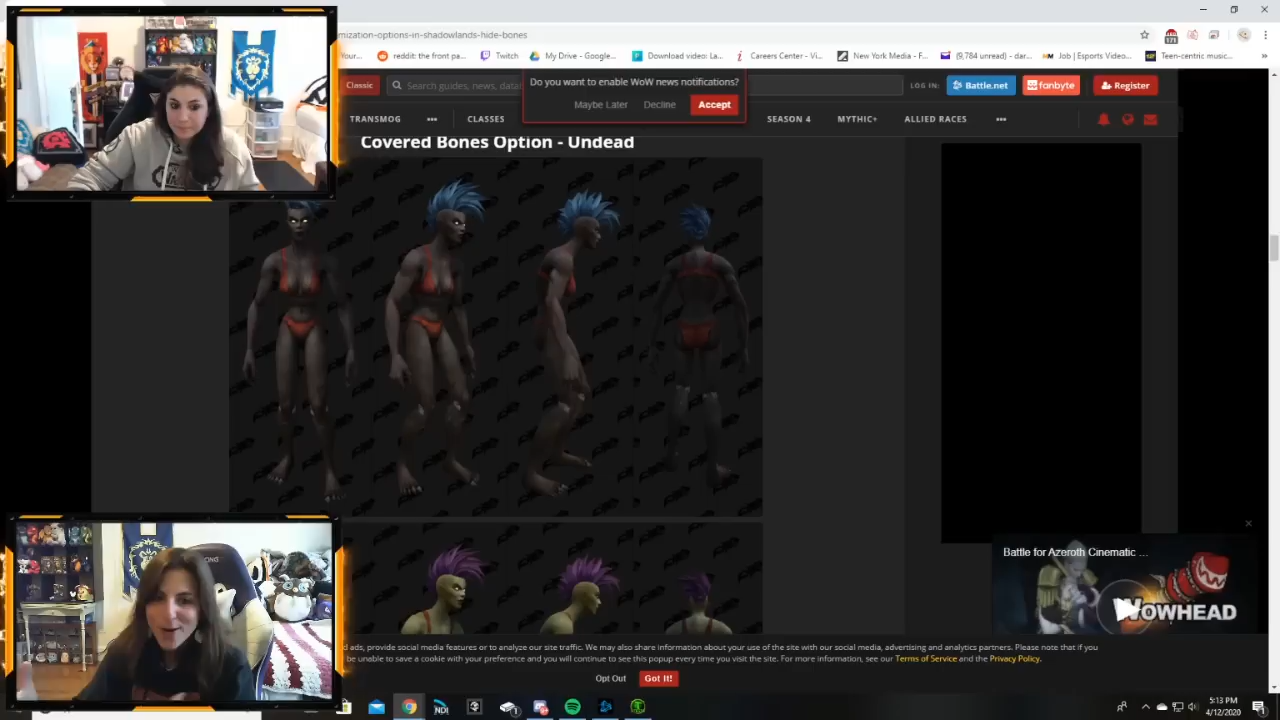 mization-options-in-shadowlands-hide-bones
171
Your...
reddit: the front pa...
Twitch
My Drive - Google...
Download video: La...
Careers Center - Vi...
New York Media - F...
(9,784 unread) - dar...
Job | Esports Video...
Teen-centric music...
»
Classic
Search guides, news, datab
Do you want to enable WoW news notifications?
Maybe Later
Decline
Accept
LOG IN:
Battle.net
fanbyte
Register
TRANSMOG
CLASSES
SEASON 4
MYTHIC+
ALLIED RACES
Covered Bones Option - Undead
Battle for Azeroth Cinematic ...
WOWHEAD
d ads, provide social media features or to analyze our site traffic. We may also share information about your use of the site with our social media, advertising and analytics partners. Please note that if you
be unable to save a cookie with your preference and you will continue to see this popup every time you visit the site. For more information, see our Terms of Service and the Privacy Policy.
Opt Out
Got It!
5:13 PM
4/12/2020